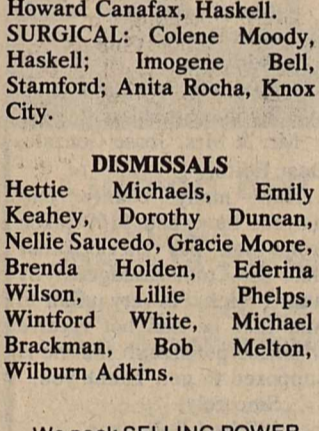 Howard Canafax, Haskell.
SURGICAL: Colene Moody,
Haskell; Imogene Bell,
Stamford; Anita Rocha, Knox
City.
DISMISSALS
Hettie Michaels, Emily
Keahey, Dorothy Duncan,
Nellie Saucedo, Gracie Moore,
Brenda Holden, Ederina
Wilson, Lillie Phelps,
Wintford White, Michael
Brackman, Bob Melton,
Wilburn Adkins.
SELLING POWER